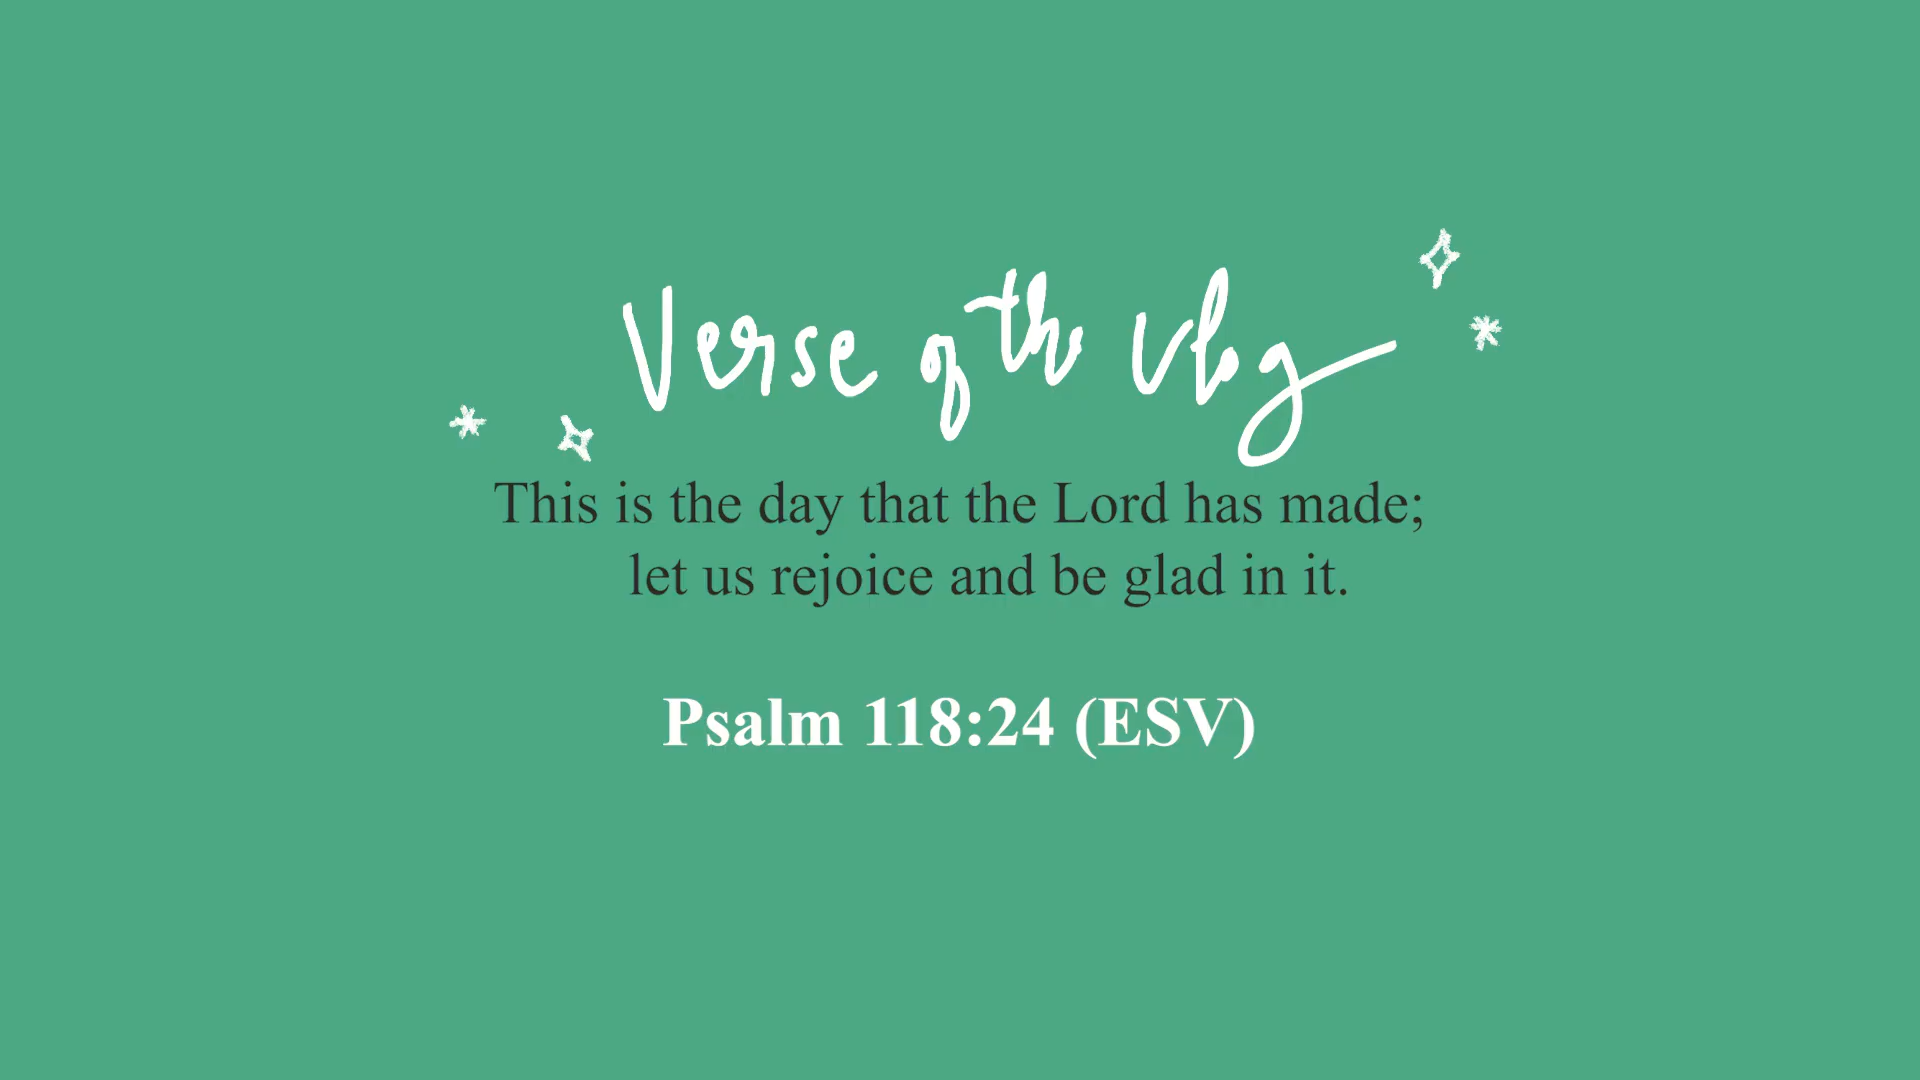 Verse of the Vlog
This is the day that the Lord has made;
let us rejoice and be glad in it.
Psalm 118:24 (ESV)